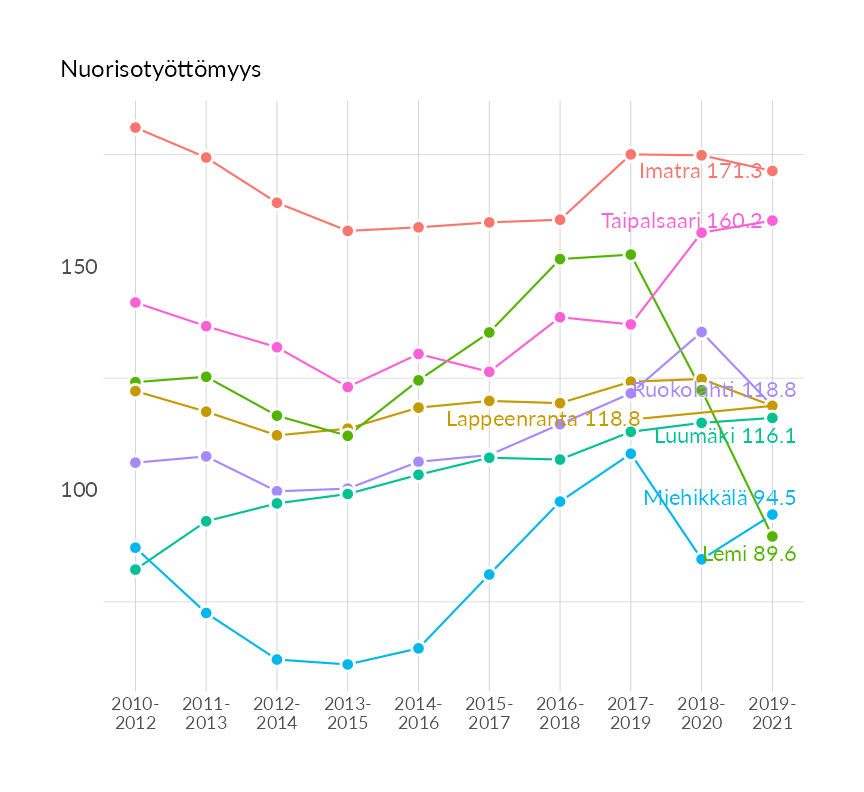 Nuorisotyöttömyys
Imatra 171.3
Taipalsaari 160.2
150
Ruokolahti 118.8
Lappeenranta 118.8
Luumäki 116.1
100
Miehikkälä 94.5
Lemi 89.6
2010-
2012
2011-
2013
2012-
2014
2013-
2015
2014-
2016
2015-
2017
2016-
2018
2017-
2019
2018-
2020
2019-
2021